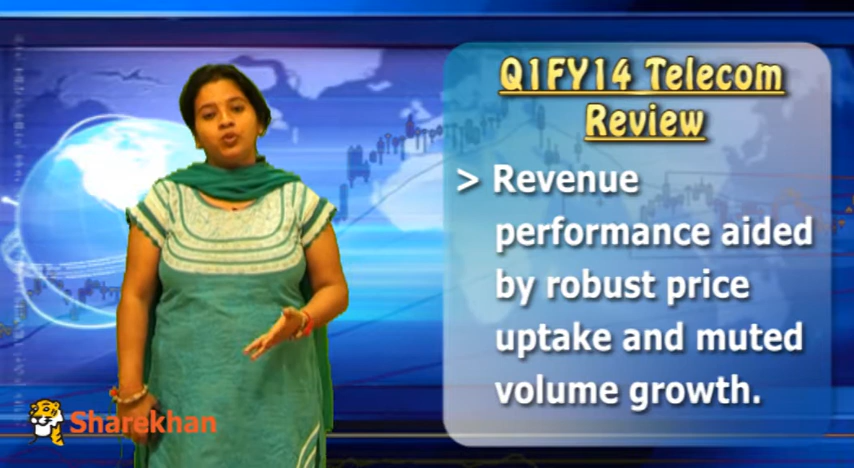 Q1FY14 Telecom
Review
> Revenue
performance aided
by robust price
uptake and muted
volume growth.
Sharekhan